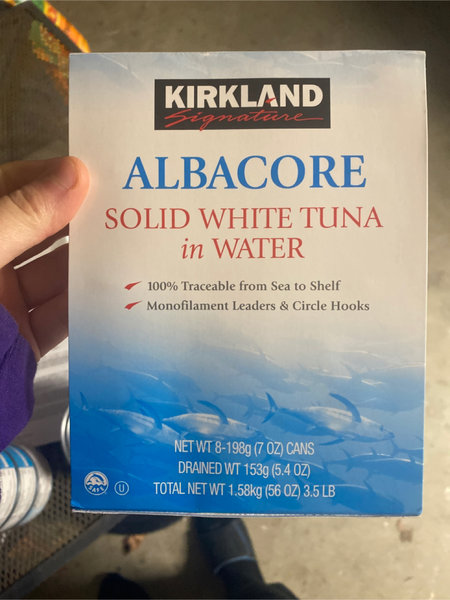 KIRKLAND
Signature
ALBACORE
SOLID WHITE TUNA
in WATER
100% Traceable from Sea to Shelf
Monofilament Leaders & Circle Hooks
NET WT 8-198g (7 OZ) CANS
DRAINED WT 153g (5.4 OZ)
TOTAL NET WT 1.58kg (56 OZ) 3.5 LB
U